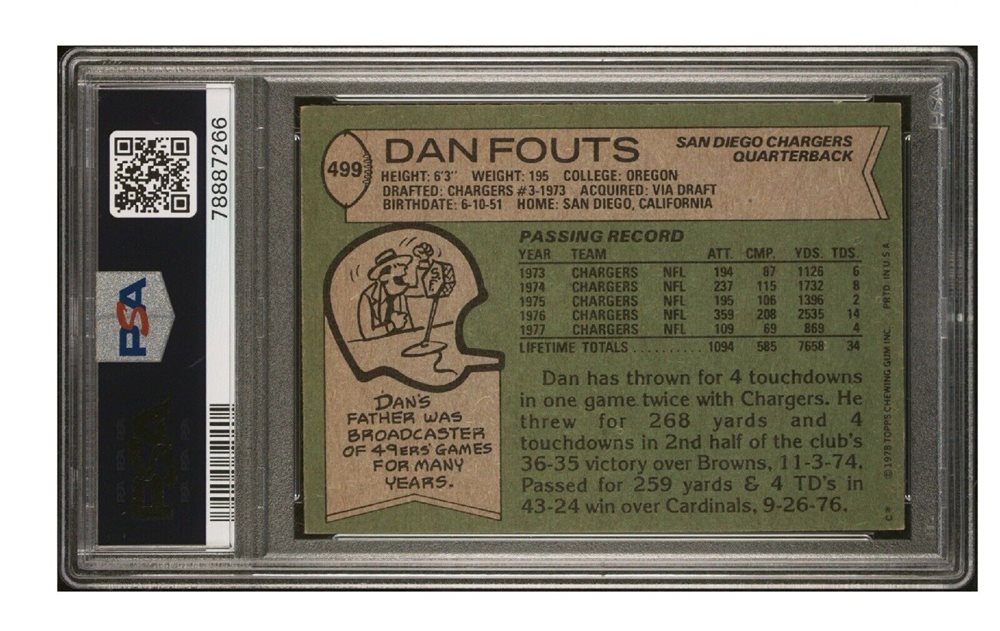 78887266
PSA
499
DAN FOUTS
SAN DIEGO CHARGERS
QUARTERBACK
HEIGHT: 6'3" WEIGHT: 195 COLLEGE: OREGON
DRAFTED: CHARGERS #3-1973 ACQUIRED: VIA DRAFT
BIRTHDATE: 6-10-51 HOME: SAN DIEGO, CALIFORNIA
DAN'S
FATHER WAS
BROADCASTER
OF 49ERS' GAMES
FOR MANY
YEARS.
PASSING RECORD
YEAR TEAM ATT. CMP. YDS. TDS.
1973 CHARGERS NFL 194 87 1126 6
1974 CHARGERS NFL 237 115 1732 8
1975 CHARGERS NFL 195 106 1396 2
1976 CHARGERS NFL 359 208 2535 14
1977 CHARGERS NFL 109 69 869 4
LIFETIME TOTALS .......... 1094 585 7658 34
Dan has thrown for 4 touchdowns
in one game twice with Chargers. He
threw for 268 yards and 4
touchdowns in 2nd half of the club's
36-35 victory over Browns, 11-3-74.
Passed for 259 yards & 4 TD's in
43-24 win over Cardinals, 9-26-76.
C* © 1978 TOPPS CHEWING GUM INC. PRTD. IN U.S.A.
PSA